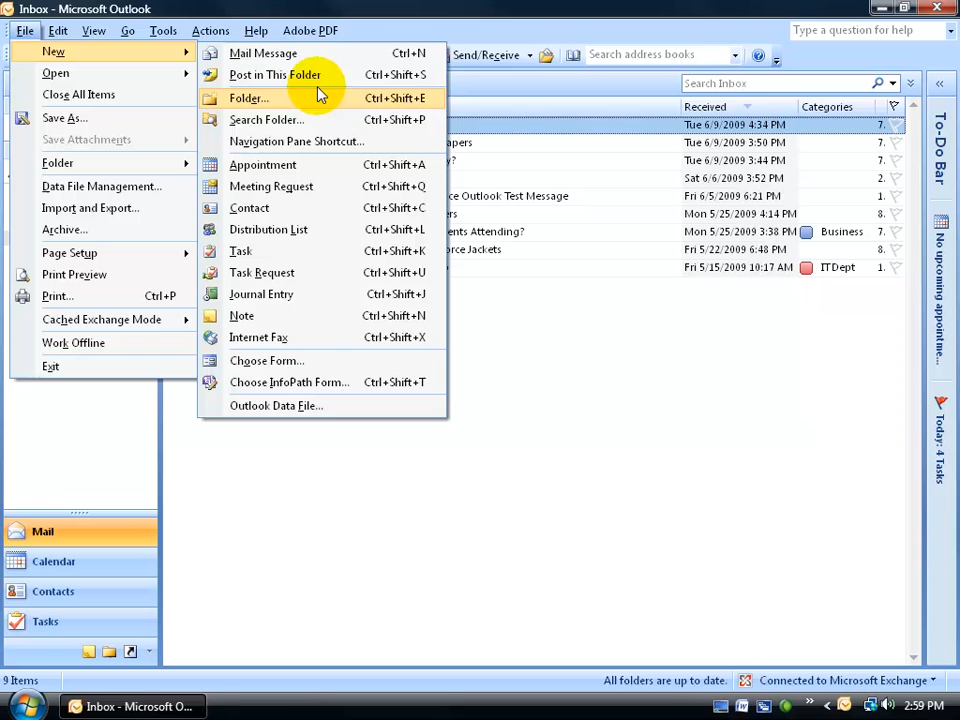 Inbox - Microsoft Outlook
File Edit View Go Tools Actions Help Adobe PDF
Type a question for help
New
Open
Close All Items
Save As...
Save Attachments
Folder
Data File Management...
Import and Export...
Archive...
Page Setup
Print Preview
Print... Ctrl+P
Cached Exchange Mode
Work Offline
Exit
Mail Message Ctrl+N
Post in This Folder Ctrl+Shift+S
Folder... Ctrl+Shift+E
Search Folder... Ctrl+Shift+P
Navigation Pane Shortcut...
Appointment Ctrl+Shift+A
Meeting Request Ctrl+Shift+Q
Contact Ctrl+Shift+C
Distribution List Ctrl+Shift+L
Task Ctrl+Shift+K
Task Request Ctrl+Shift+U
Journal Entry Ctrl+Shift+J
Note Ctrl+Shift+N
Internet Fax Ctrl+Shift+X
Choose Form...
Choose InfoPath Form... Ctrl+Shift+T
Outlook Data File...
Send/Receive
Search address books
Search Inbox
Received Categories
Tue 6/9/2009 4:34 PM 7.
apers Tue 6/9/2009 3:50 PM 7.
y? Tue 6/9/2009 3:44 PM 7.
Sat 6/6/2009 3:52 PM 7.
ce Outlook Test Message Fri 6/5/2009 6:21 PM 7.
ers Mon 5/25/2009 4:14 PM 8.
ents Attending? Mon 5/25/2009 3:38 PM Business 7.
orce Jackets Fri 5/22/2009 6:48 PM 8.
Fri 5/15/2009 10:17 AM ITDept 1.
To-Do Bar
No upcoming appointme...
Today: 4 Tasks
Mail
Calendar
Contacts
Tasks
9 Items
All folders are up to date.
Connected to Microsoft Exchange
Inbox - Microsoft O...
2:59 PM